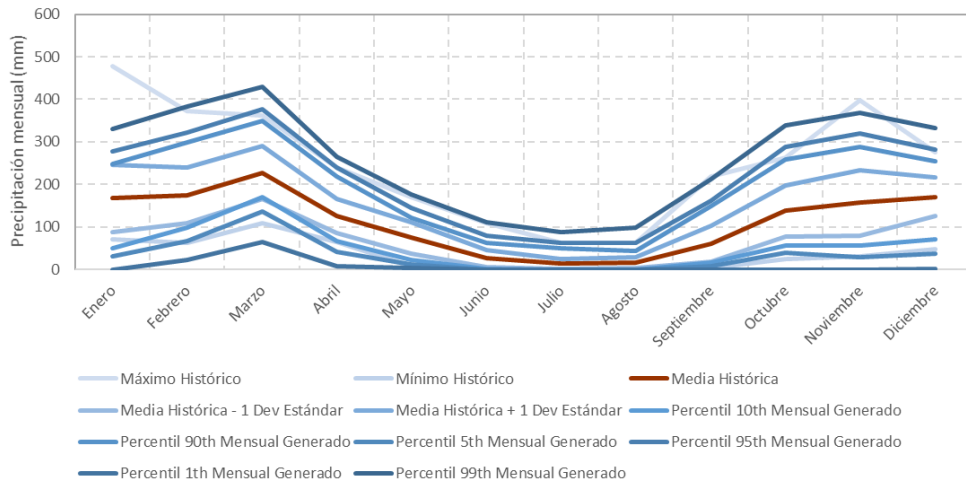 Precipitación mensual (mm)
600
500
400
300
200
100
0
Enero
Febrero
Marzo
Abril
Mayo
Junio
Julio
Agosto
Septiembre
Octubre
Noviembre
Diciembre
Máximo Histórico
Mínimo Histórico
Media Histórica
Media Histórica - 1 Dev Estándar
Media Histórica + 1 Dev Estándar
Percentil 10th Mensual Generado
Percentil 90th Mensual Generado
Percentil 5th Mensual Generado
Percentil 95th Mensual Generado
Percentil 1th Mensual Generado
Percentil 99th Mensual Generado